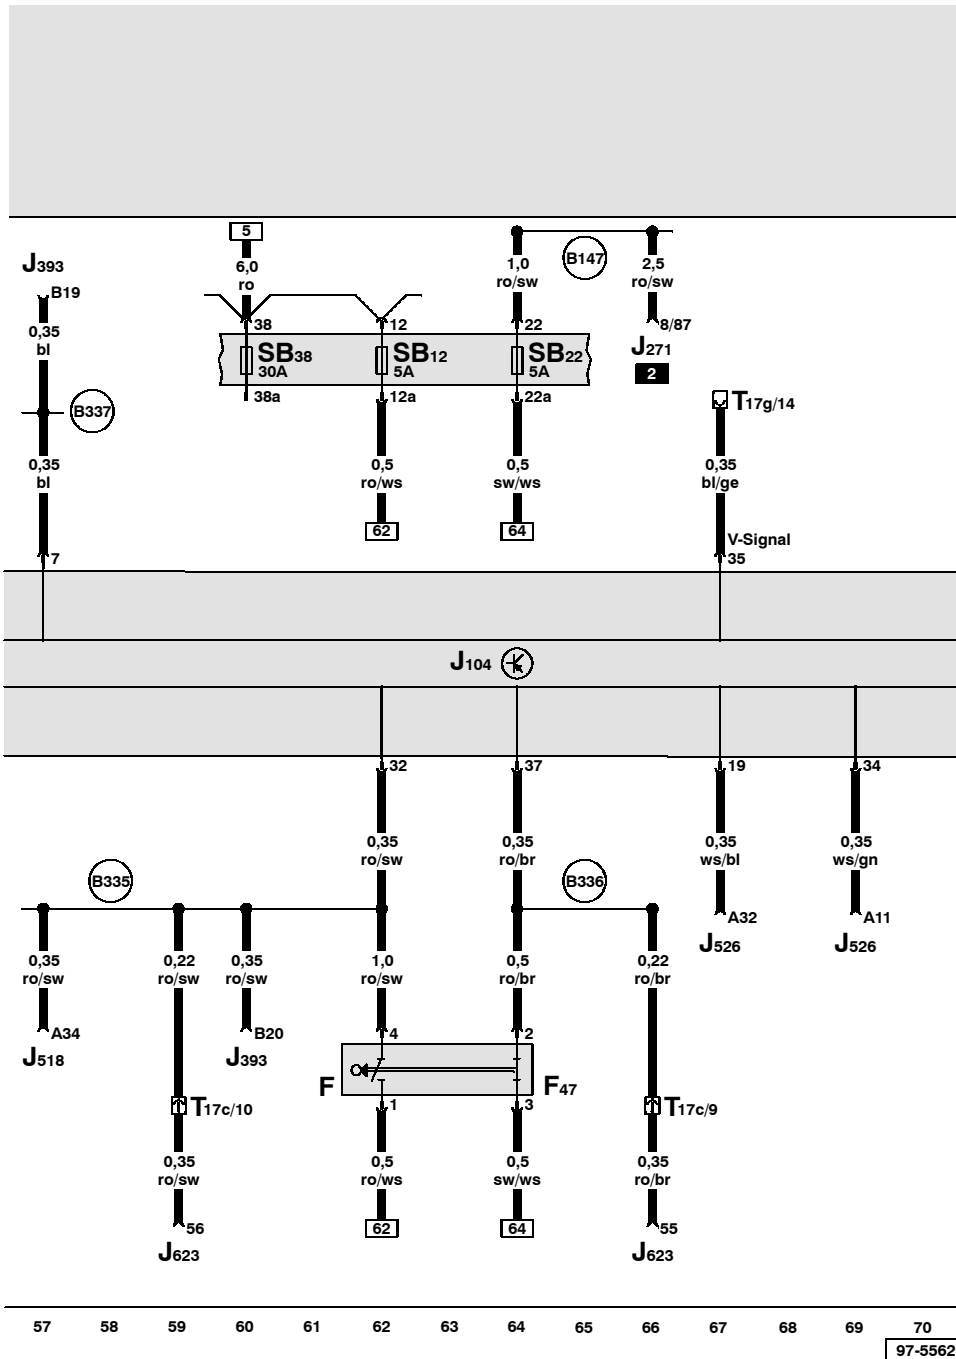 5
J393
B19
0,35
bl
6,0
ro
1,0
ro/sw
B147
2,5
ro/sw
38
12
22
8/87
SB38
30A
SB12
5A
SB22
5A
J271
2
38a
12a
22a
B337
T17g/14
0,35
bl
0,5
ro/ws
0,5
sw/ws
0,35
bl/ge
62
64
V-Signal
7
35
J104
32
37
19
34
0,35
ro/sw
0,35
ro/br
0,35
ws/bl
0,35
ws/gn
B335
B336
A32
A11
J526
J526
0,35
ro/sw
0,22
ro/sw
0,35
ro/sw
1,0
ro/sw
0,5
ro/br
0,22
ro/br
A34
B20
4
2
J518
J393
F
F47
T17c/10
1
3
T17c/9
0,35
ro/sw
0,5
ro/ws
0,5
sw/ws
0,35
ro/br
56
62
64
55
J623
J623
57 58 59 60 61 62 63 64 65 66 67 68 69 70
97-5562